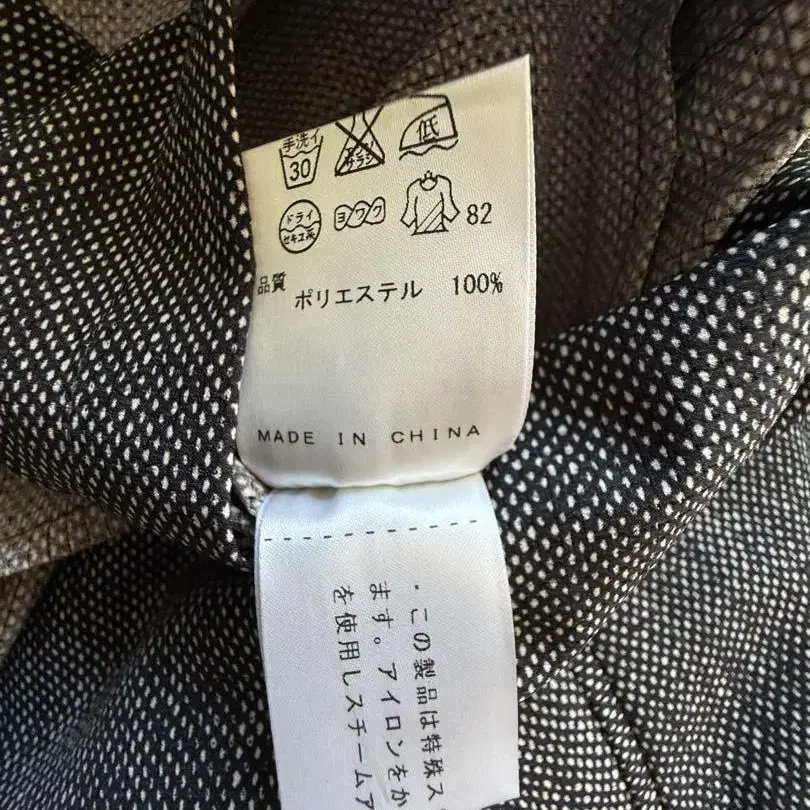 手洗イ
30
エンソ
サラシ
低
ドライ
セキユ系
ヨワク
82
品質
ポリエステル 100%
MADE IN CHINA
・この製品は特殊ス
ます。アイロンをか
を使用しスチームア